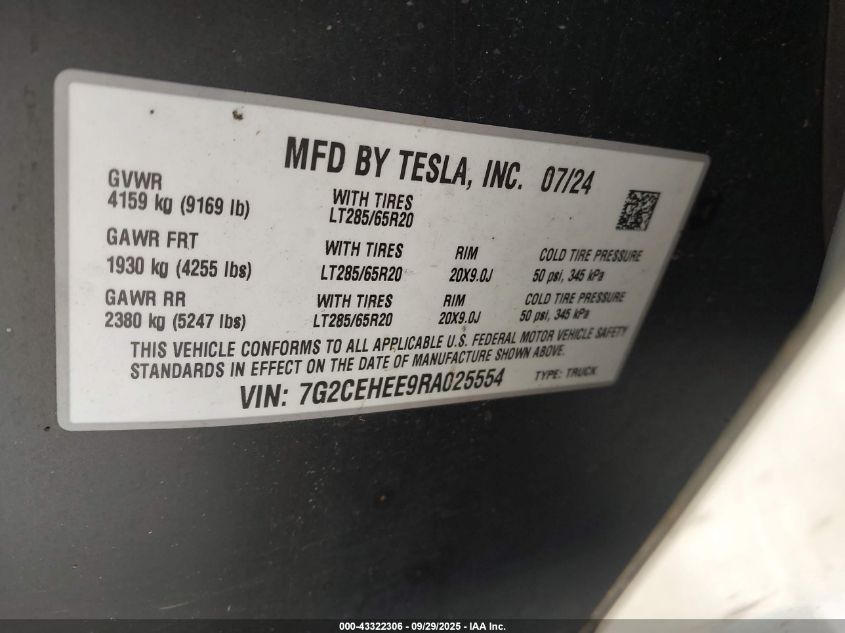 MFD BY TESLA, INC. 07/24
GVWR
4159 kg (9169 lb)
WITH TIRES
LT285/65R20
GAWR FRT WITH TIRES RIM COLD TIRE PRESSURE
1930 kg (4255 lbs) LT285/65R20 20X9.0J 50 psi, 345 kPa
GAWR RR WITH TIRES RIM COLD TIRE PRESSURE
2380 kg (5247 lbs) LT285/65R20 20X9.0J 50 psi, 345 kPa
THIS VEHICLE CONFORMS TO ALL APPLICABLE U.S. FEDERAL MOTOR VEHICLE SAFETY
STANDARDS IN EFFECT ON THE DATE OF MANUFACTURE SHOWN ABOVE.
VIN: 7G2CEHEE9RA025554 TYPE: TRUCK
000-43322306 - 09/29/2025 - IAA Inc.